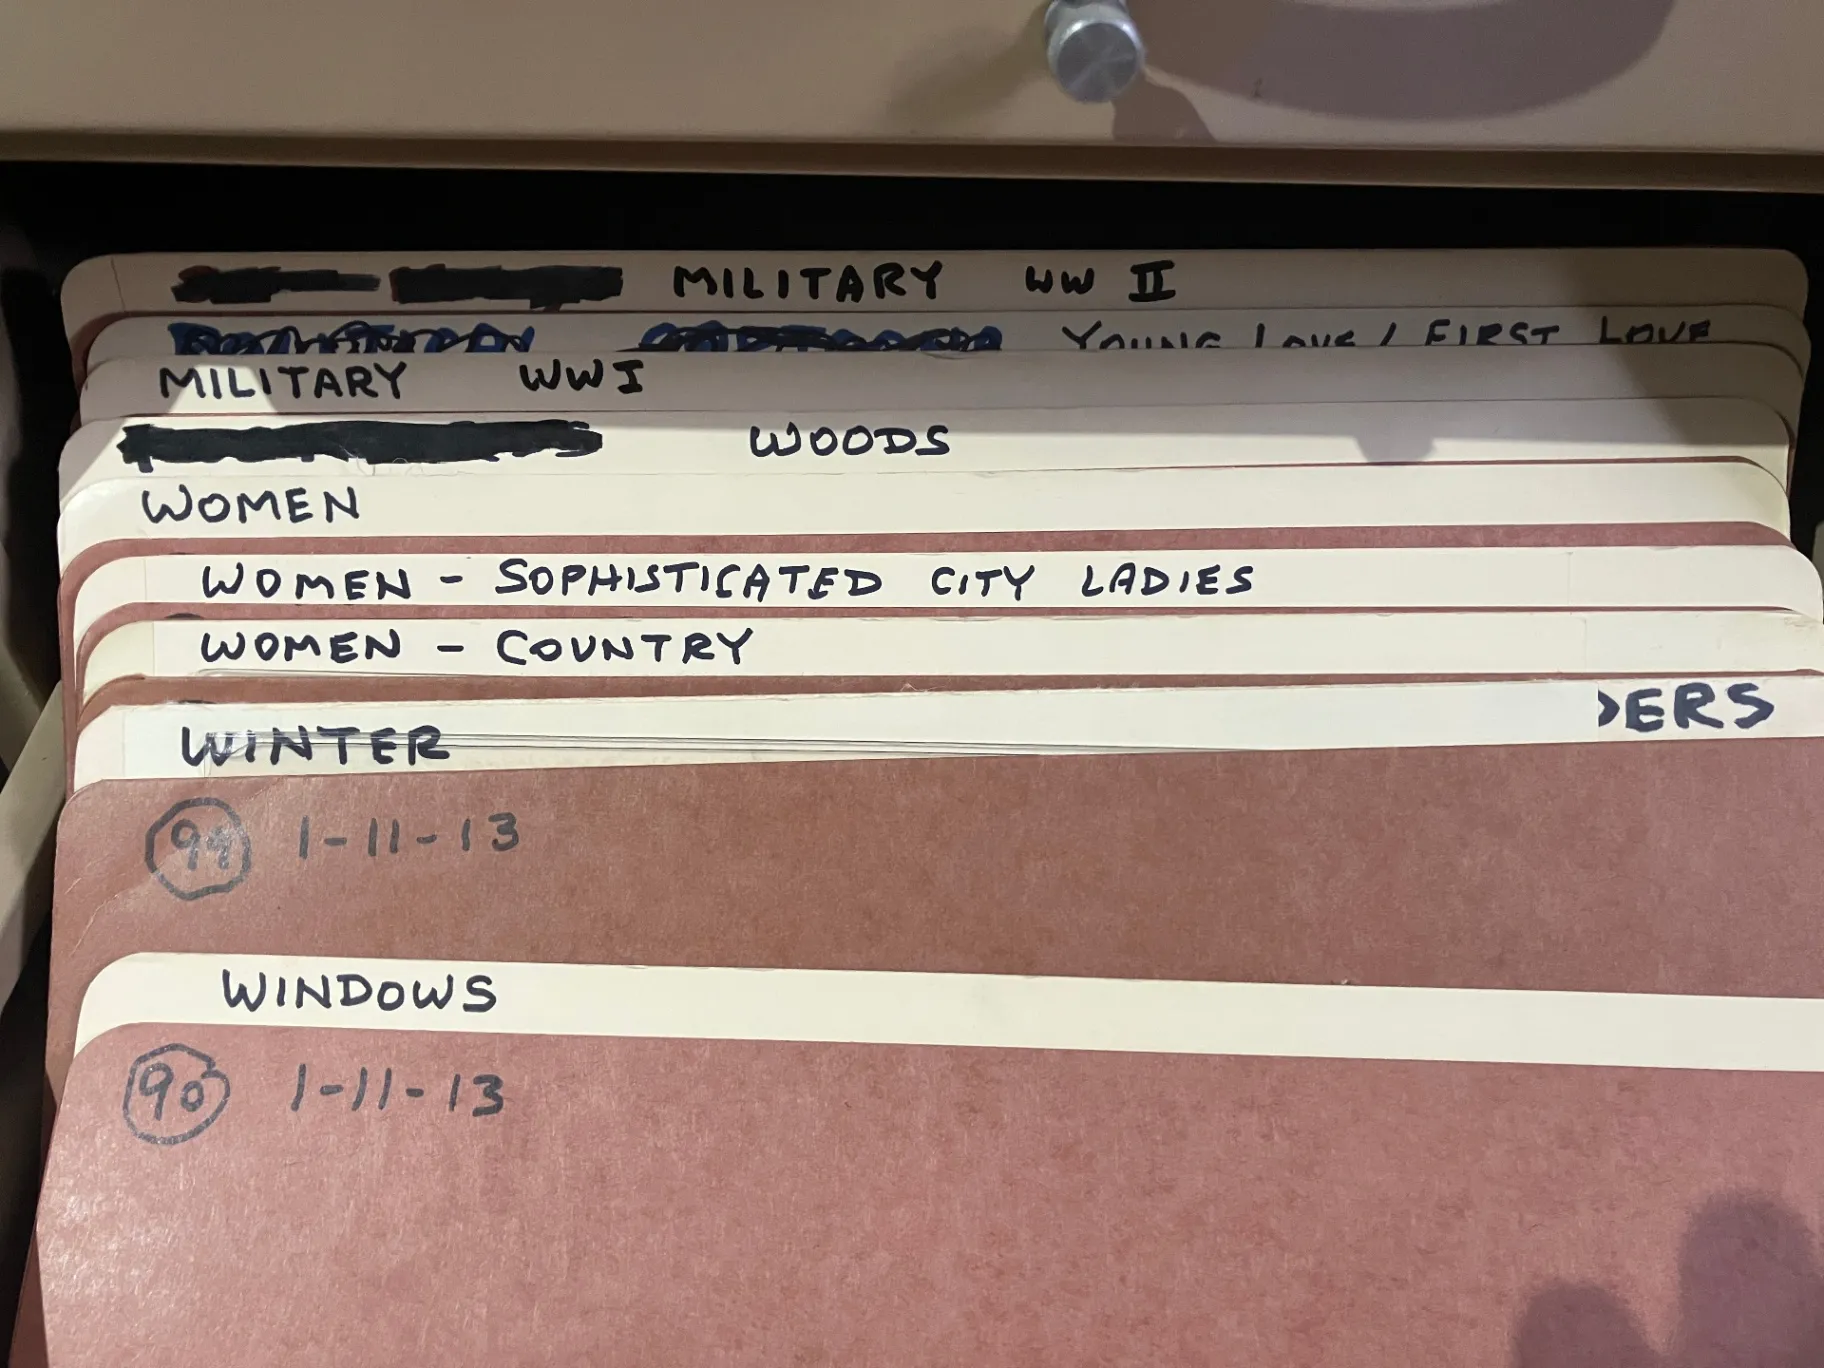 MILITARY WW II
YOUNG LOVE / FIRST LOVE
MILITARY WWI
WOODS
WOMEN
WOMEN - SOPHISTICATED CITY LADIES
WOMEN - COUNTRY
ERS
WINTER
1-11-13
WINDOWS
90 1-11-13